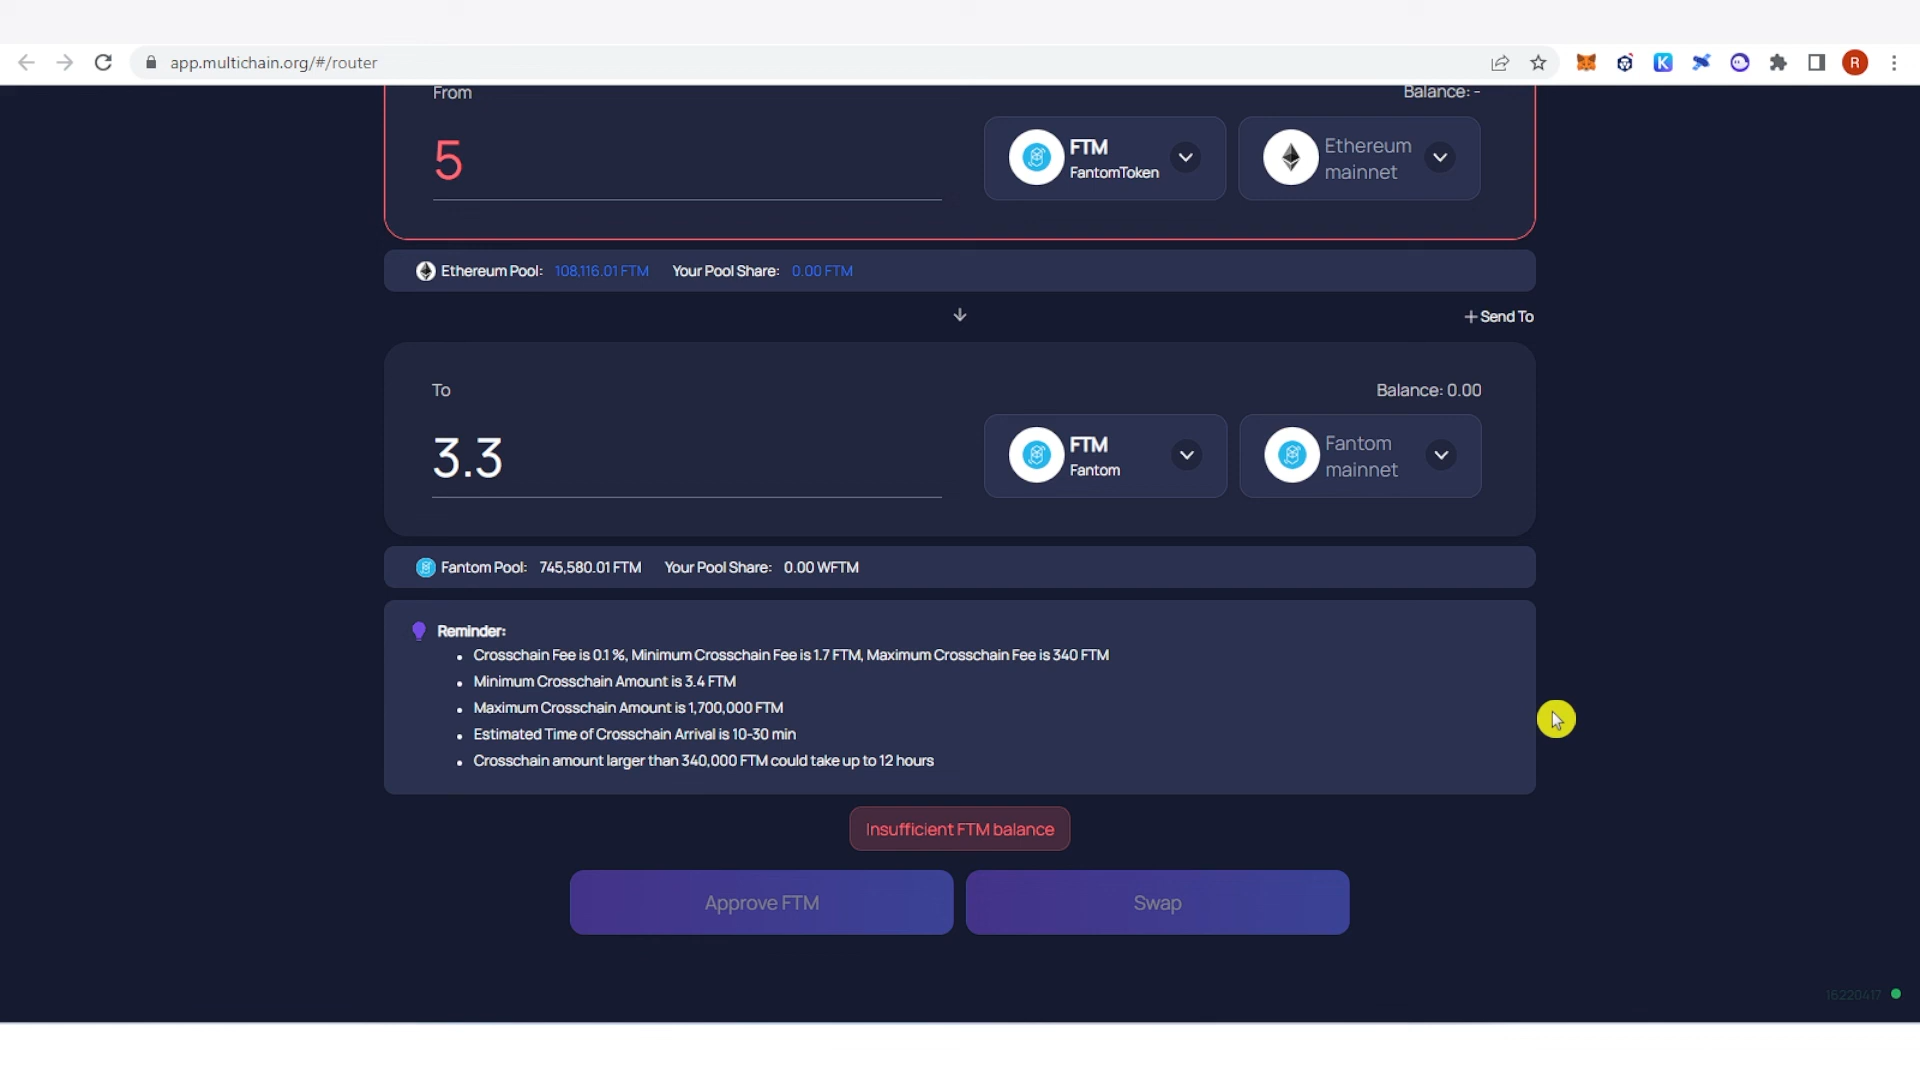 app.multichain.org/#/router
R
K
From
Balance: -
5
FTM
FantomToken
Ethereum
mainnet
Ethereum Pool: 108,116.01 FTM Your Pool Share: 0.00 FTM
+ Send To
To
Balance: 0.00
3.3
FTM
Fantom
Fantom
mainnet
Fantom Pool: 745,580.01 FTM Your Pool Share: 0.00 WFTM
Reminder:
• Crosschain Fee is 0.1 %, Minimum Crosschain Fee is 1.7 FTM, Maximum Crosschain Fee is 340 FTM
• Minimum Crosschain Amount is 3.4 FTM
• Maximum Crosschain Amount is 1,700,000 FTM
• Estimated Time of Crosschain Arrival is 10-30 min
• Crosschain amount larger than 340,000 FTM could take up to 12 hours
Insufficient FTM balance
Approve FTM
Swap
16220417